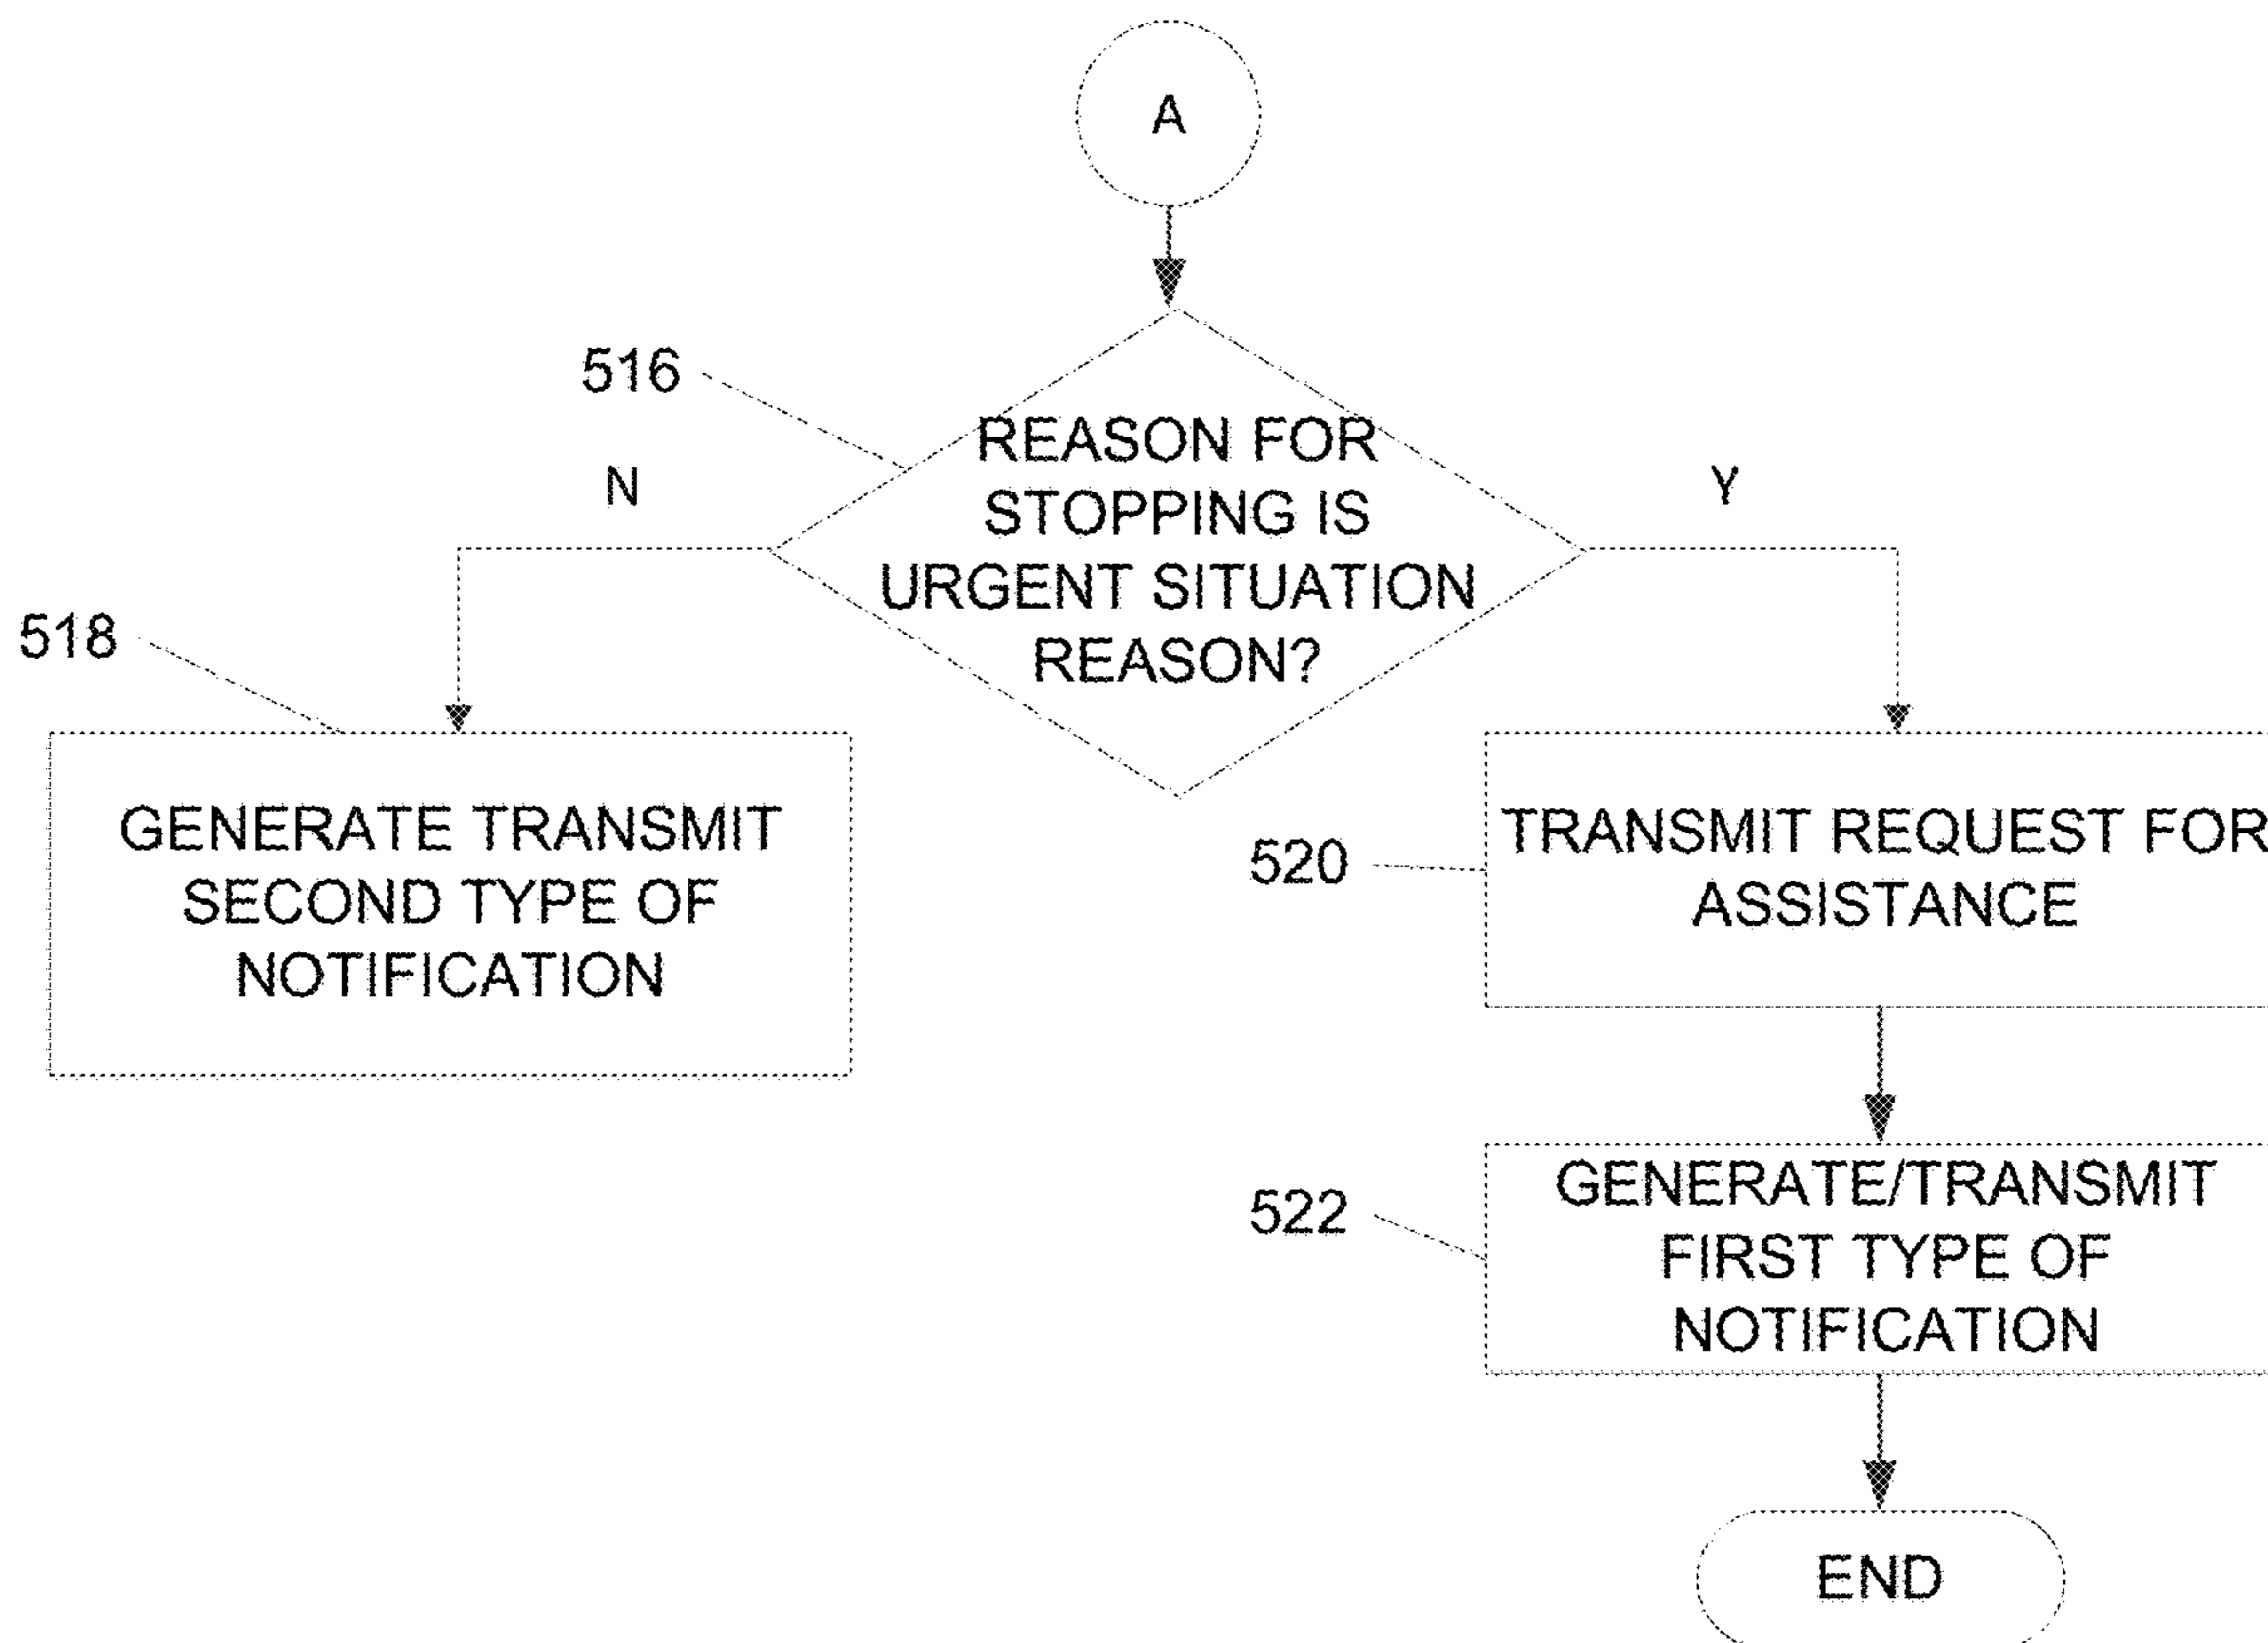 A
516
REASON FOR
STOPPING IS
URGENT SITUATION
REASON?
N
Y
518
GENERATE TRANSMIT
SECOND TYPE OF
NOTIFICATION
520
TRANSMIT REQUEST FOR
ASSISTANCE
522
GENERATE/TRANSMIT
FIRST TYPE OF
NOTIFICATION
END